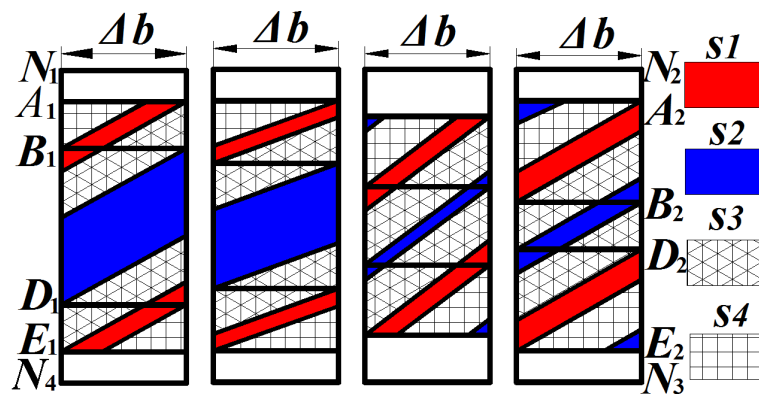 Δb Δb Δb Δb
N₁ N₂ s1
A₁ A₂
B₁ s2
B₂ s3
D₁ D₂
E₁ E₂ s4
N₄ N₃